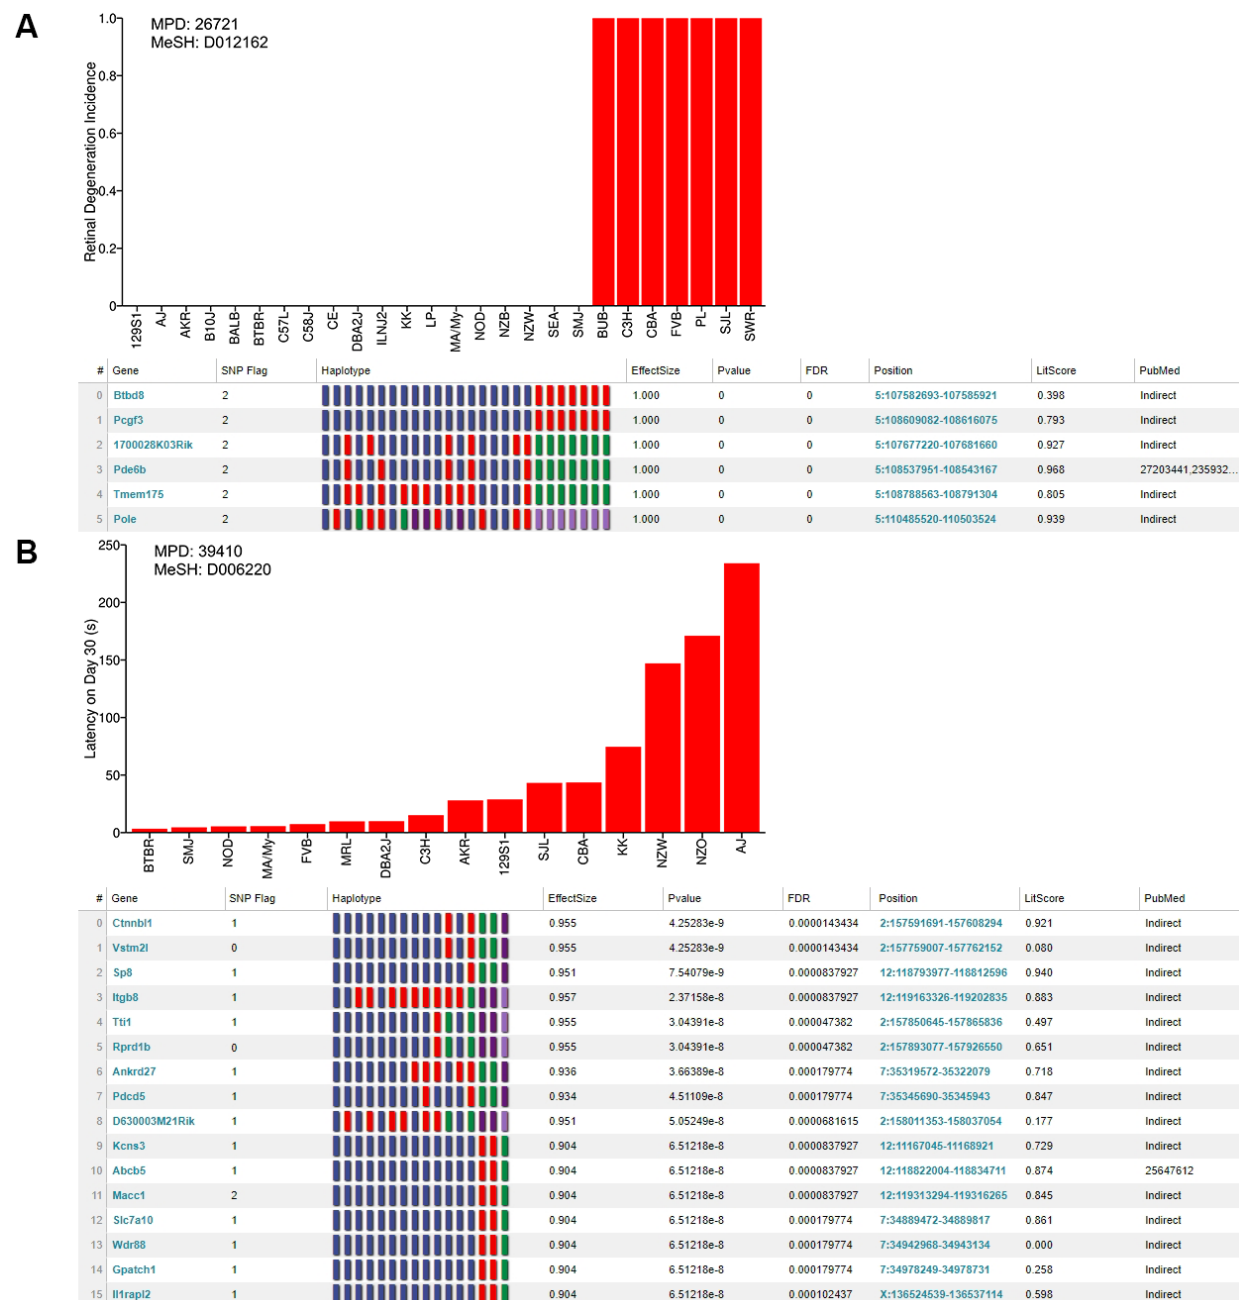 A
MPD: 26721
MeSH: D012162
Retinal Degeneration Incidence
1.0
0.8
0.6
0.4
0.2
0
129S1 AJ AKR B10J BALB BTBR C57L C58J CE DBA2J ILNJ2 KK LP MA/My NOD NZB NZW SEA SMJ BUB C3H CBA FVB PL SJL SWR
# Gene SNP Flag Haplotype EffectSize Pvalue FDR Position LitScore PubMed
0 Btbd8 2 1.000 0 0 5:107582693-107585921 0.398 Indirect
1 Pcgf3 2 1.000 0 0 5:108609082-108616075 0.793 Indirect
2 1700028K03Rik 2 1.000 0 0 5:107677220-107681660 0.927 Indirect
3 Pde6b 2 1.000 0 0 5:108537951-108543167 0.968 27203441,235932...
4 Tmem175 2 1.000 0 0 5:108788563-108791304 0.805 Indirect
5 Pole 2 1.000 0 0 5:110485520-110503524 0.939 Indirect
B
MPD: 39410
MeSH: D006220
Latency on Day 30 (s)
250
200
150
100
50
0
BTBR SMJ NOD MA/My FVB MRL DBA2J C3H AKR 129S1 SJL CBA KK NZW NZO AJ
# Gene SNP Flag Haplotype EffectSize Pvalue FDR Position LitScore PubMed
0 Ctnnbl1 1 0.955 4.25283e-9 0.0000143434 2:157591691-157608294 0.921 Indirect
1 Vstm2l 0 0.955 4.25283e-9 0.0000143434 2:157759007-157762152 0.080 Indirect
2 Sp8 1 0.951 7.54079e-9 0.0000837927 12:118793977-118812596 0.940 Indirect
3 Itgb8 1 0.957 2.37158e-8 0.0000837927 12:119163326-119202835 0.883 Indirect
4 Tti1 1 0.955 3.04391e-8 0.000047382 2:157850645-157865836 0.497 Indirect
5 Rprd1b 0 0.955 3.04391e-8 0.000047382 2:157893077-157926550 0.651 Indirect
6 Ankrd27 1 0.936 3.66389e-8 0.000179774 7:35319572-35322079 0.718 Indirect
7 Pdcd5 1 0.934 4.51109e-8 0.000179774 7:35345690-35345943 0.847 Indirect
8 D630003M21Rik 1 0.951 5.05249e-8 0.0000681615 2:158011353-158037054 0.177 Indirect
9 Kcns3 1 0.904 6.51218e-8 0.0000837927 12:11167045-11168921 0.729 Indirect
10 Abcb5 1 0.904 6.51218e-8 0.0000837927 12:118822004-118834711 0.874 25647612
11 Macc1 2 0.904 6.51218e-8 0.0000837927 12:119313294-119316265 0.845 Indirect
12 Slc7a10 1 0.904 6.51218e-8 0.000179774 7:34889472-34889817 0.861 Indirect
13 Wdr88 1 0.904 6.51218e-8 0.000179774 7:34942968-34943134 0.000 Indirect
14 Gpatch1 1 0.904 6.51218e-8 0.000179774 7:34978249-34978731 0.258 Indirect
15 Il1rapl2 1 0.904 6.51218e-8 0.000102437 X:136524539-136537114 0.598 Indirect